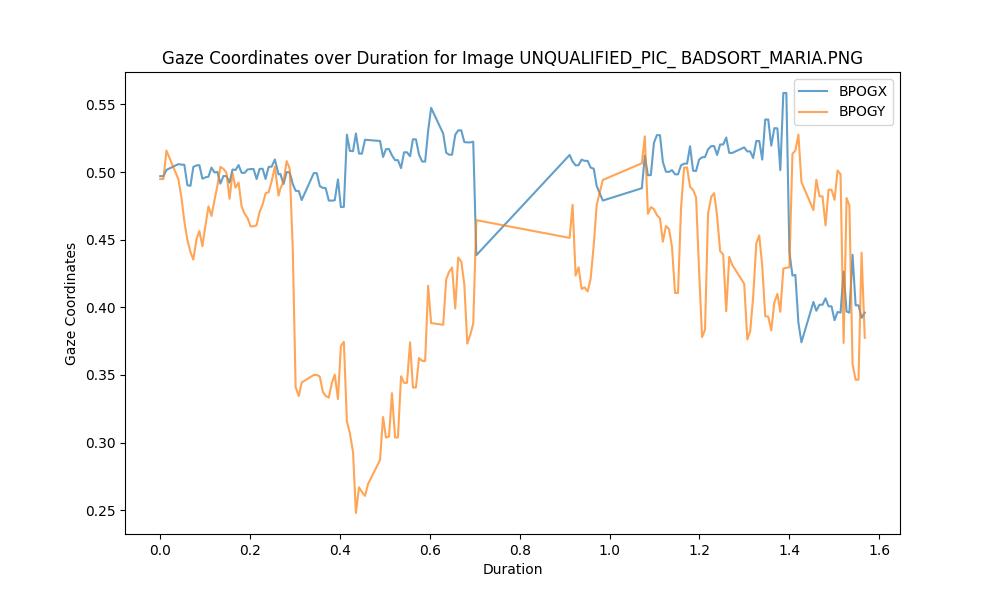 Gaze Coordinates over Duration for Image UNQUALIFIED_PIC_ BADSORT_MARIA.PNG
BPOGX
BPOGY
Gaze Coordinates
0.55
0.50
0.45
0.40
0.35
0.30
0.25
0.0 0.2 0.4 0.6 0.8 1.0 1.2 1.4 1.6
Duration